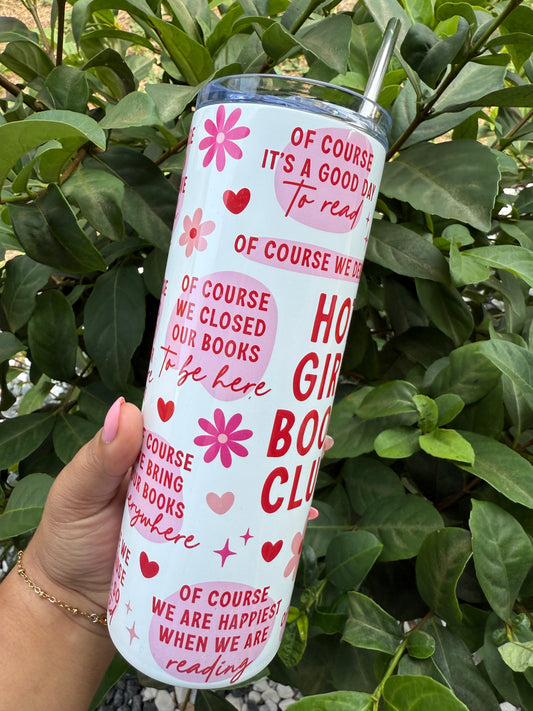 OF COURSE
IT'S A GOOD DAY
To read
OF COURSE WE DE
OF COURSE
WE CLOSED
OUR BOOKS
To be here
HO
GIR
BOO
CLU
COURSE
BRING
BOOKS
OF COURSE
WE ARE HAPPIEST
WHEN WE ARE
reading